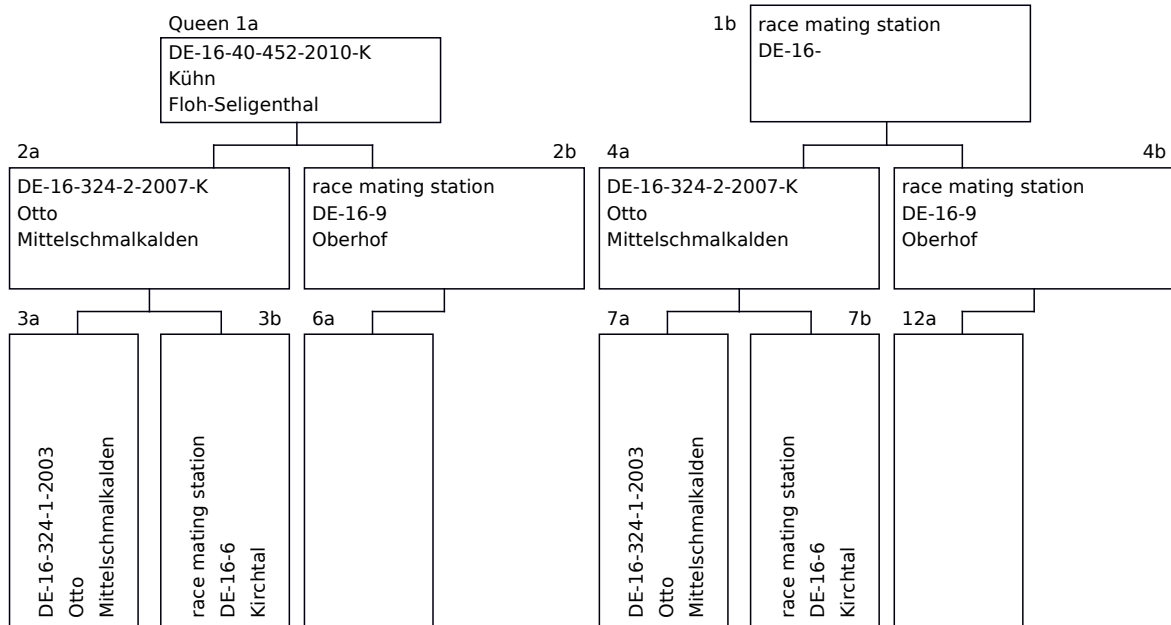 Queen 1a
DE-16-40-452-2010-K
Kühn
Floh-Seligenthal
1b
race mating station
DE-16-
2a
DE-16-324-2-2007-K
Otto
Mittelschmalkalden
2b
race mating station
DE-16-9
Oberhof
4a
DE-16-324-2-2007-K
Otto
Mittelschmalkalden
4b
race mating station
DE-16-9
Oberhof
3a
DE-16-324-1-2003
Otto
Mittelschmalkalden
3b
race mating station
DE-16-6
Kirchtal
6a
7a
DE-16-324-1-2003
Otto
Mittelschmalkalden
7b
race mating station
DE-16-6
Kirchtal
12a